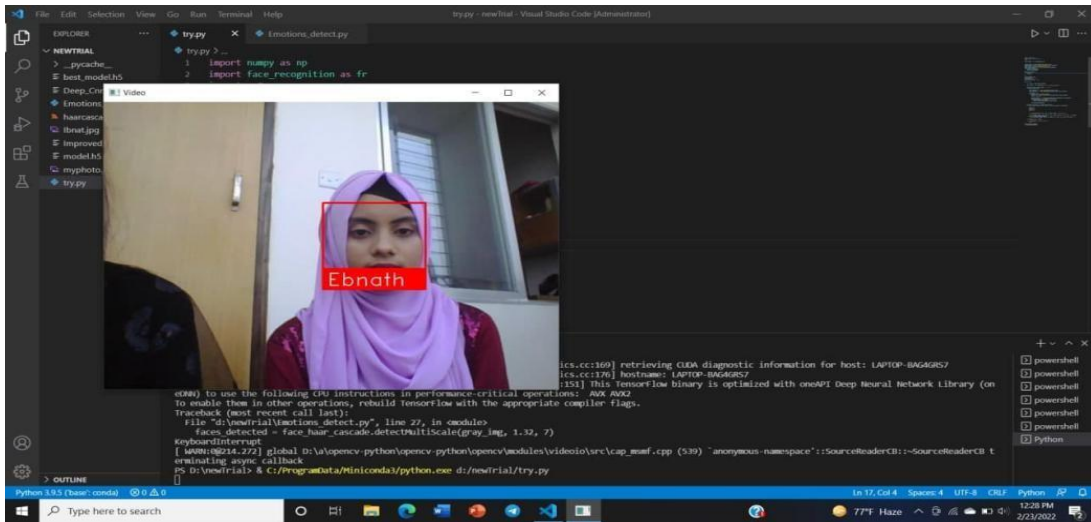 File Edit Selection View Go Run Terminal Help
try.py - newTrial - Visual Studio Code [Administrator]
EXPLORER
try.py
Emotions_detect.py
NEWTRIAL
try.py > ...
__pycache__
1 import numpy as np
best_model.h5
2 import face_recognition as fr
Video
Emotions
haarcasca
Ibnat.jpg
Improved
model.h5
myphoto.
try.py
Ebnath
ics.cc:169] retrieving CUDA diagnostic information for host: LAPTOP-BAG4GRS7
ics.cc:176] hostname: LAPTOP-BAG4GRS7
:151] This TensorFlow binary is optimized with oneAPI Deep Neural Network Library (on
eDNN) to use the following CPU instructions in performance-critical operations: AVX AVX2
To enable them in other operations, rebuild TensorFlow with the appropriate compiler flags.
Traceback (most recent call last):
File "d:\newTrial\Emotions_detect.py", line 27, in <module>
faces_detected = face_haar_cascade.detectMultiScale(gray_img, 1.32, 7)
KeyboardInterrupt
[ WARN:0@214.272] global D:\a\opencv-python\opencv-python\opencv\modules\videoio\src\cap_msmf.cpp (539) `anonymous-namespace'::SourceReaderCB::~SourceReaderCB t
erminating async callback
PS D:\newTrial> & C:/ProgramData/Miniconda3/python.exe d:/newTrial/try.py
powershell
powershell
powershell
powershell
powershell
powershell
Python
OUTLINE
Python 3.9.5 ('base': conda) 0 0
Ln 17, Col 4 Spaces: 4 UTF-8 CRLF Python
Type here to search
77°F Haze
12:28 PM
2/23/2022